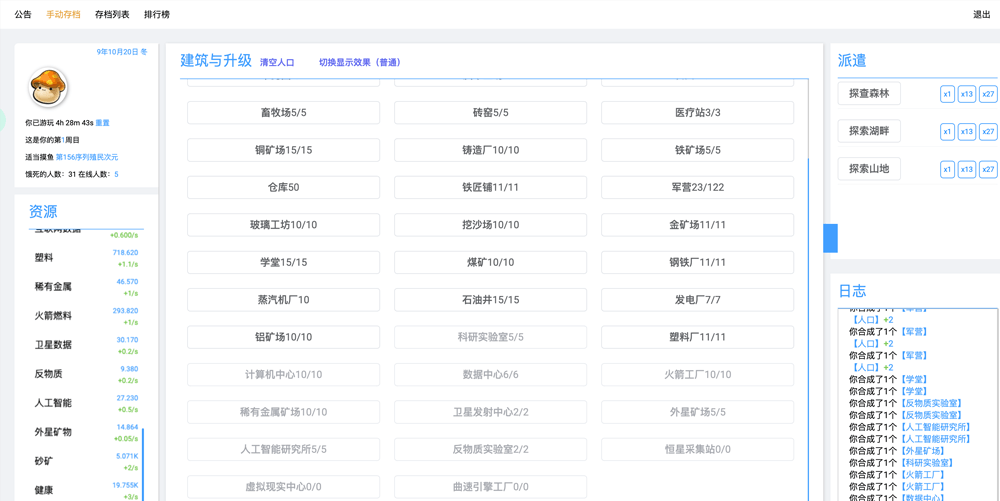 公告 手动存档 存档列表 排行榜 退出
9年10月20日 冬
你已游玩 4h 28m 43s 重置
这是你的第1周目
适当摸鱼 第156序列殖民次元
饿死的人数：31 在线人数：5
资源
互联网数据
+0.600/s
塑料 718.620
+1.1/s
稀有金属 46.570
+1/s
火箭燃料 293.820
+1/s
卫星数据 30.170
+0.2/s
反物质 9.380
+0.2/s
人工智能 27.230
+0.5/s
外星矿物 14.864
+0.05/s
砂矿 5.071K
+2/s
健康 19.755K
+3/s
建筑与升级 清空人口 切换显示效果（普通）
畜牧场5/5 砖窑5/5 医疗站3/3
铜矿场15/15 铸造厂10/10 铁矿场5/5
仓库50 铁匠铺11/11 军营23/122
玻璃工坊10/10 挖沙场10/10 金矿场11/11
学堂15/15 煤矿10/10 钢铁厂11/11
蒸汽机厂10 石油井15/15 发电厂7/7
铝矿场10/10 科研实验室5/5 塑料厂11/11
计算机中心10/10 数据中心6/6 火箭工厂10/10
稀有金属矿场10/10 卫星发射中心2/2 外星矿场5/5
人工智能研究所5/5 反物质实验室2/2 恒星采集站0/0
虚拟现实中心0/0 曲速引擎工厂0/0
派遣
探查森林 x1 x13 x27
探索湖畔 x1 x13 x27
探索山地 x1 x13 x27
日志
你合成了1个【军营】
【人口】+2
你合成了1个【军营】
【人口】+2
你合成了1个【军营】
【人口】+2
你合成了1个【学堂】
你合成了1个【学堂】
你合成了1个【反物质实验室】
你合成了1个【人工智能研究所】
你合成了1个【人工智能研究所】
你合成了1个【外星矿场】
你合成了1个【科研实验室】
你合成了1个【火箭工厂】
你合成了1个【火箭工厂】
你合成了1个【数据中心】